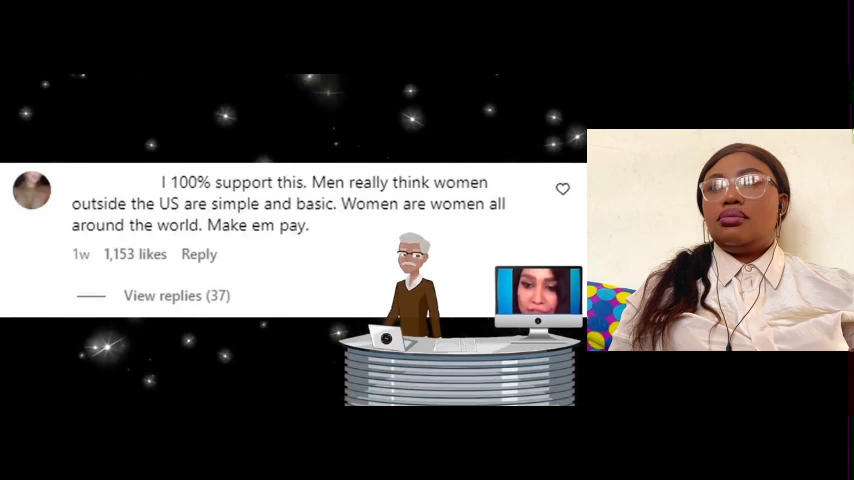 I 100% support this. Men really think women
outside the US are simple and basic. Women are women all
around the world. Make em pay.
1w 1,153 likes Reply
View replies (37)